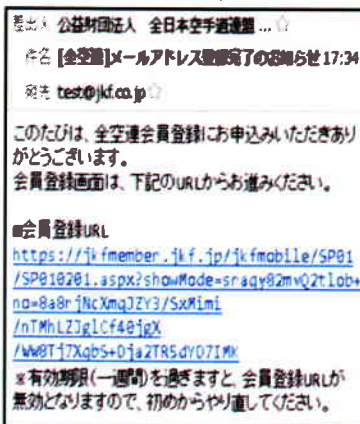 差出人 公益財団法人 全日本空手道連盟 ... ☆
件名 [全空連]メールアドレス登録完了のお知らせ 17:34
宛先 test@jkf.co.jp ☆
このたびは、全空連会員登録にお申込みいただきあり
がとうございます。
会員登録画面は、下記のURLからお進みください。
■会員登録URL
https://jkfmember.jkf.jp/jkfmobile/SP01
/SP010201.aspx?showMode=sraqy82mvQ2tlob+
no=8a8rjNcXmqJZY3/SxMimi
/nTMhLZJglCf40jgX
/WW8Tj7XqbS+Dja2TR5dYD7IMK
※有効期限(一週間)を過ぎますと、会員登録URLが
無効となりますので、初めからやり直してください。